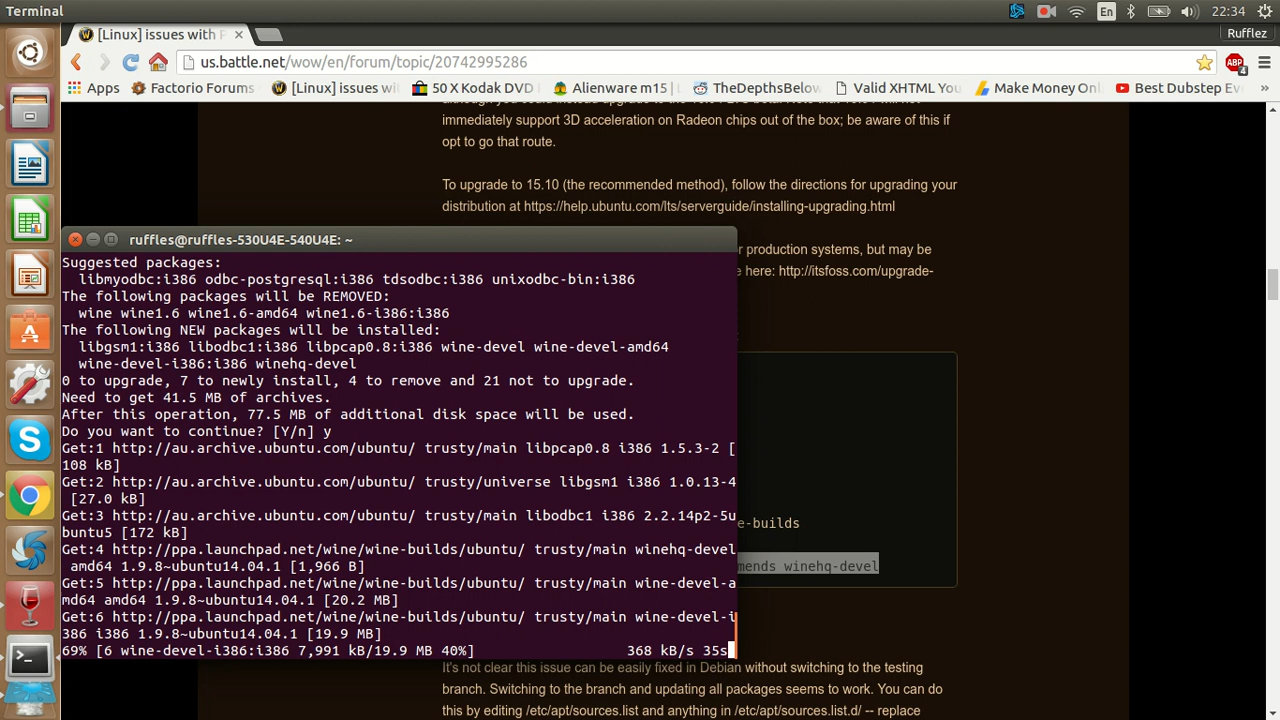 Terminal
En
22:34
[Linux] issues with
Rufflez
us.battle.net/wow/en/forum/topic/20742995286
ABP
4
Apps
Factorio Forums
[Linux] issues wi
50 X Kodak DVD
Alienware m15 |
TheDepthsBelow
Valid XHTML You
Make Money On
Best Dubstep Ev
immediately support 3D acceleration on Radeon chips out of the box; be aware of this if
opt to go that route.
To upgrade to 15.10 (the recommended method), follow the directions for upgrading your
distribution at https://help.ubuntu.com/lts/serverguide/installing-upgrading.html
r production systems, but may be
e here: http://itsfoss.com/upgrade-
e-builds
mends winehq-devel
ruffles@ruffles-530U4E-540U4E: ~
Suggested packages:
libmyodbc:i386 odbc-postgresql:i386 tdsodbc:i386 unixodbc-bin:i386
The following packages will be REMOVED:
wine wine1.6 wine1.6-amd64 wine1.6-i386:i386
The following NEW packages will be installed:
libgsm1:i386 libodbc1:i386 libpcap0.8:i386 wine-devel wine-devel-amd64
wine-devel-i386:i386 winehq-devel
0 to upgrade, 7 to newly install, 4 to remove and 21 not to upgrade.
Need to get 41.5 MB of archives.
After this operation, 77.5 MB of additional disk space will be used.
Do you want to continue? [Y/n] y
Get:1 http://au.archive.ubuntu.com/ubuntu/ trusty/main libpcap0.8 i386 1.5.3-2 [
108 kB]
Get:2 http://au.archive.ubuntu.com/ubuntu/ trusty/universe libgsm1 i386 1.0.13-4
[27.0 kB]
Get:3 http://au.archive.ubuntu.com/ubuntu/ trusty/main libodbc1 i386 2.2.14p2-5u
buntu5 [172 kB]
Get:4 http://ppa.launchpad.net/wine/wine-builds/ubuntu/ trusty/main winehq-devel
amd64 1.9.8~ubuntu14.04.1 [1,966 B]
Get:5 http://ppa.launchpad.net/wine/wine-builds/ubuntu/ trusty/main wine-devel-a
md64 amd64 1.9.8~ubuntu14.04.1 [20.2 MB]
Get:6 http://ppa.launchpad.net/wine/wine-builds/ubuntu/ trusty/main wine-devel-i
386 i386 1.9.8~ubuntu14.04.1 [19.9 MB]
69% [6 wine-devel-i386:i386 7,991 kB/19.9 MB 40%] 368 kB/s 35s
It's not clear this issue can be easily fixed in Debian without switching to the testing
branch. Switching to the branch and updating all packages seems to work. You can do
this by editing /etc/apt/sources.list and anything in /etc/apt/sources.list.d/ -- replace